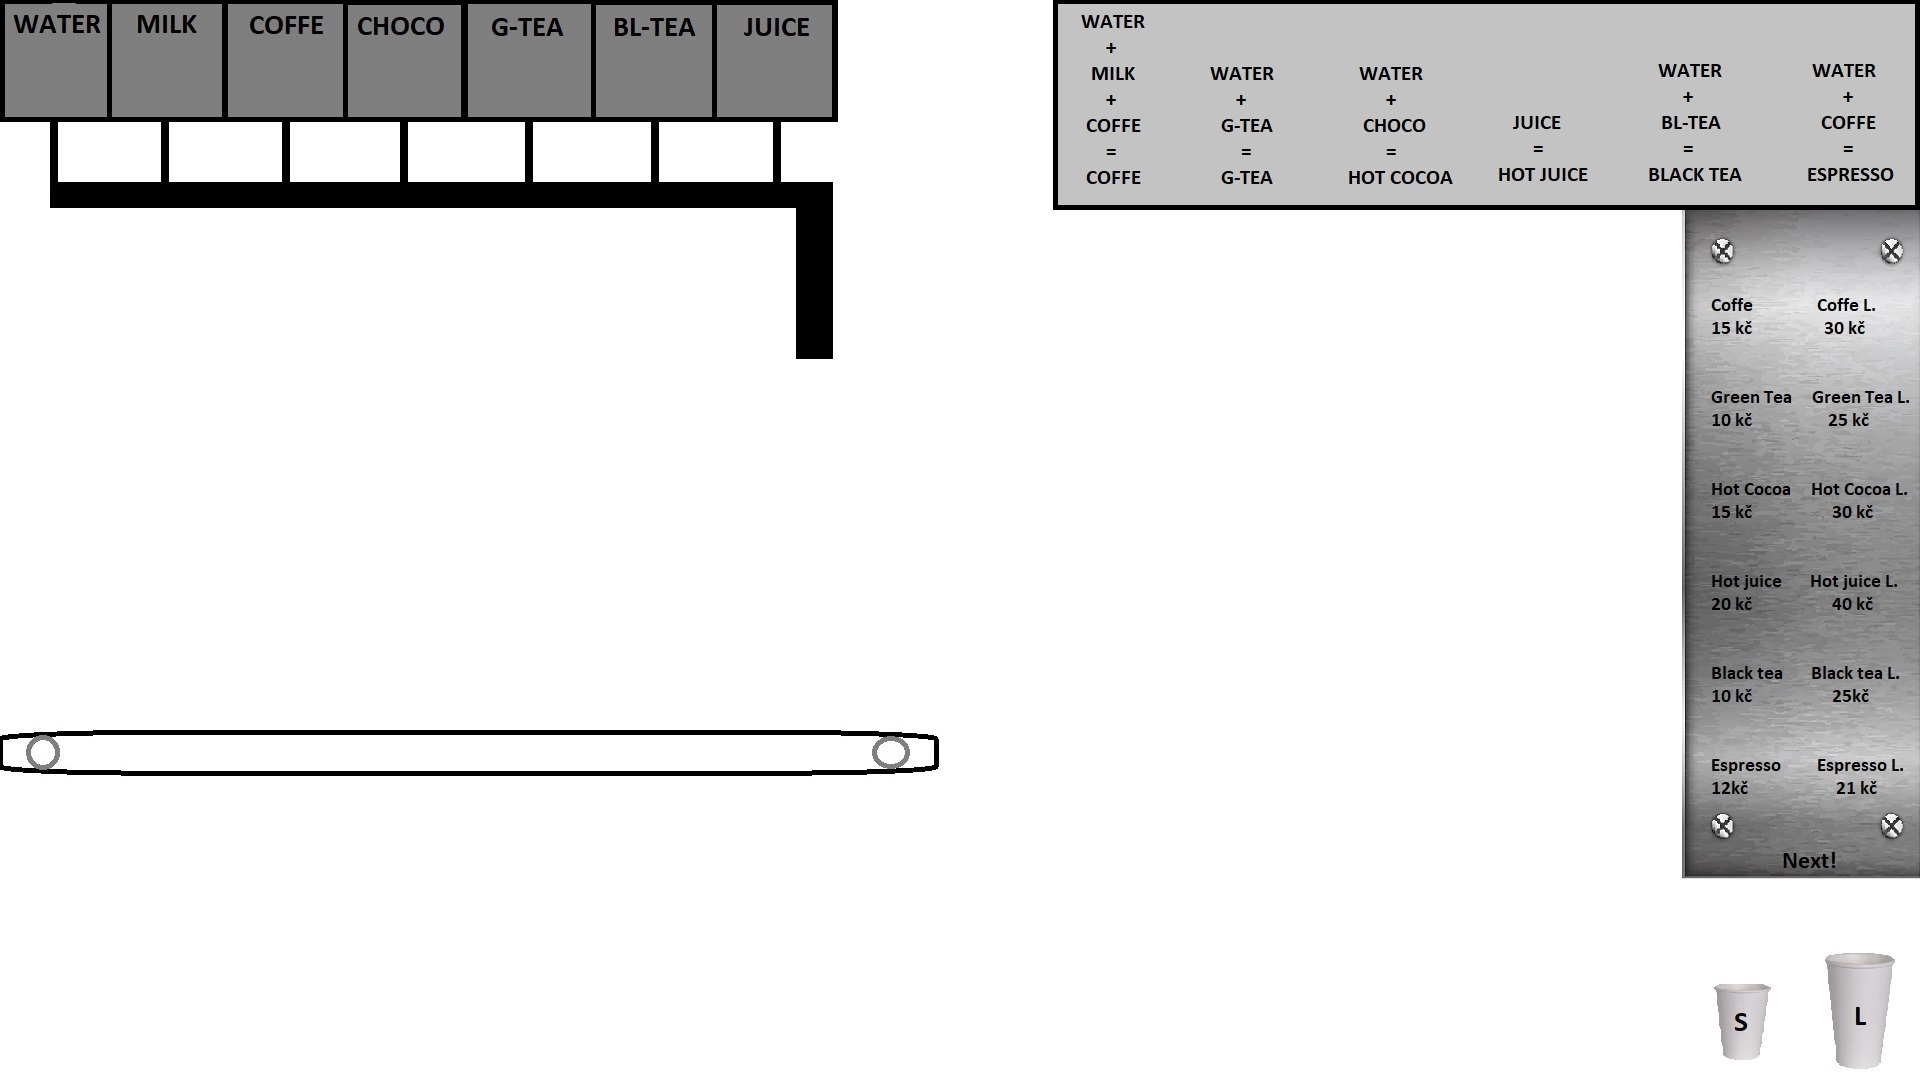 WATER MILK COFFE CHOCO G-TEA BL-TEA JUICE
WATER
+
MILK
+
COFFE
=
COFFE
WATER
+
G-TEA
=
G-TEA
WATER
+
CHOCO
=
HOT COCOA
JUICE
=
HOT JUICE
WATER
+
BL-TEA
=
BLACK TEA
WATER
+
COFFE
=
ESPRESSO
Coffe Coffe L.
15 kč 30 kč
Green Tea Green Tea L.
10 kč 25 kč
Hot Cocoa Hot Cocoa L.
15 kč 30 kč
Hot juice Hot juice L.
20 kč 40 kč
Black tea Black tea L.
10 kč 25kč
Espresso Espresso L.
12kč 21 kč
Next!
S L